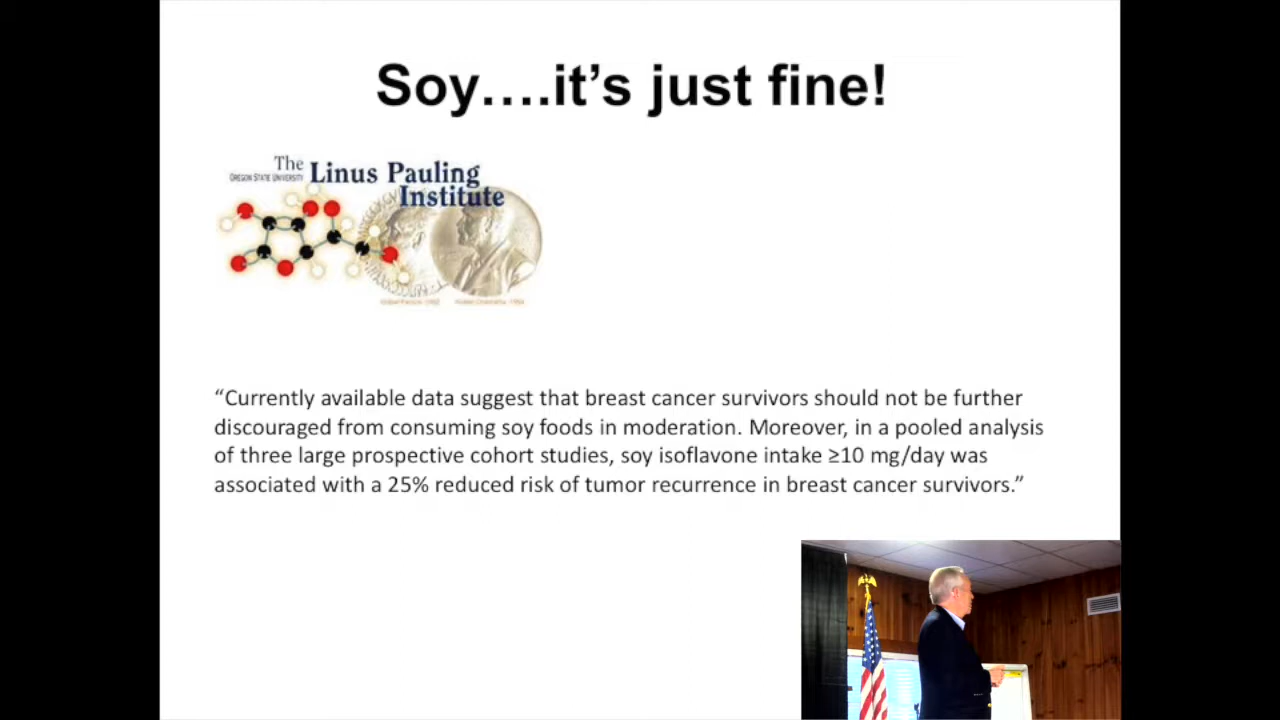 Soy….it’s just fine!
The Linus Pauling
OREGON STATE UNIVERSITY
Institute
“Currently available data suggest that breast cancer survivors should not be further
discouraged from consuming soy foods in moderation. Moreover, in a pooled analysis
of three large prospective cohort studies, soy isoflavone intake ≥10 mg/day was
associated with a 25% reduced risk of tumor recurrence in breast cancer survivors.”